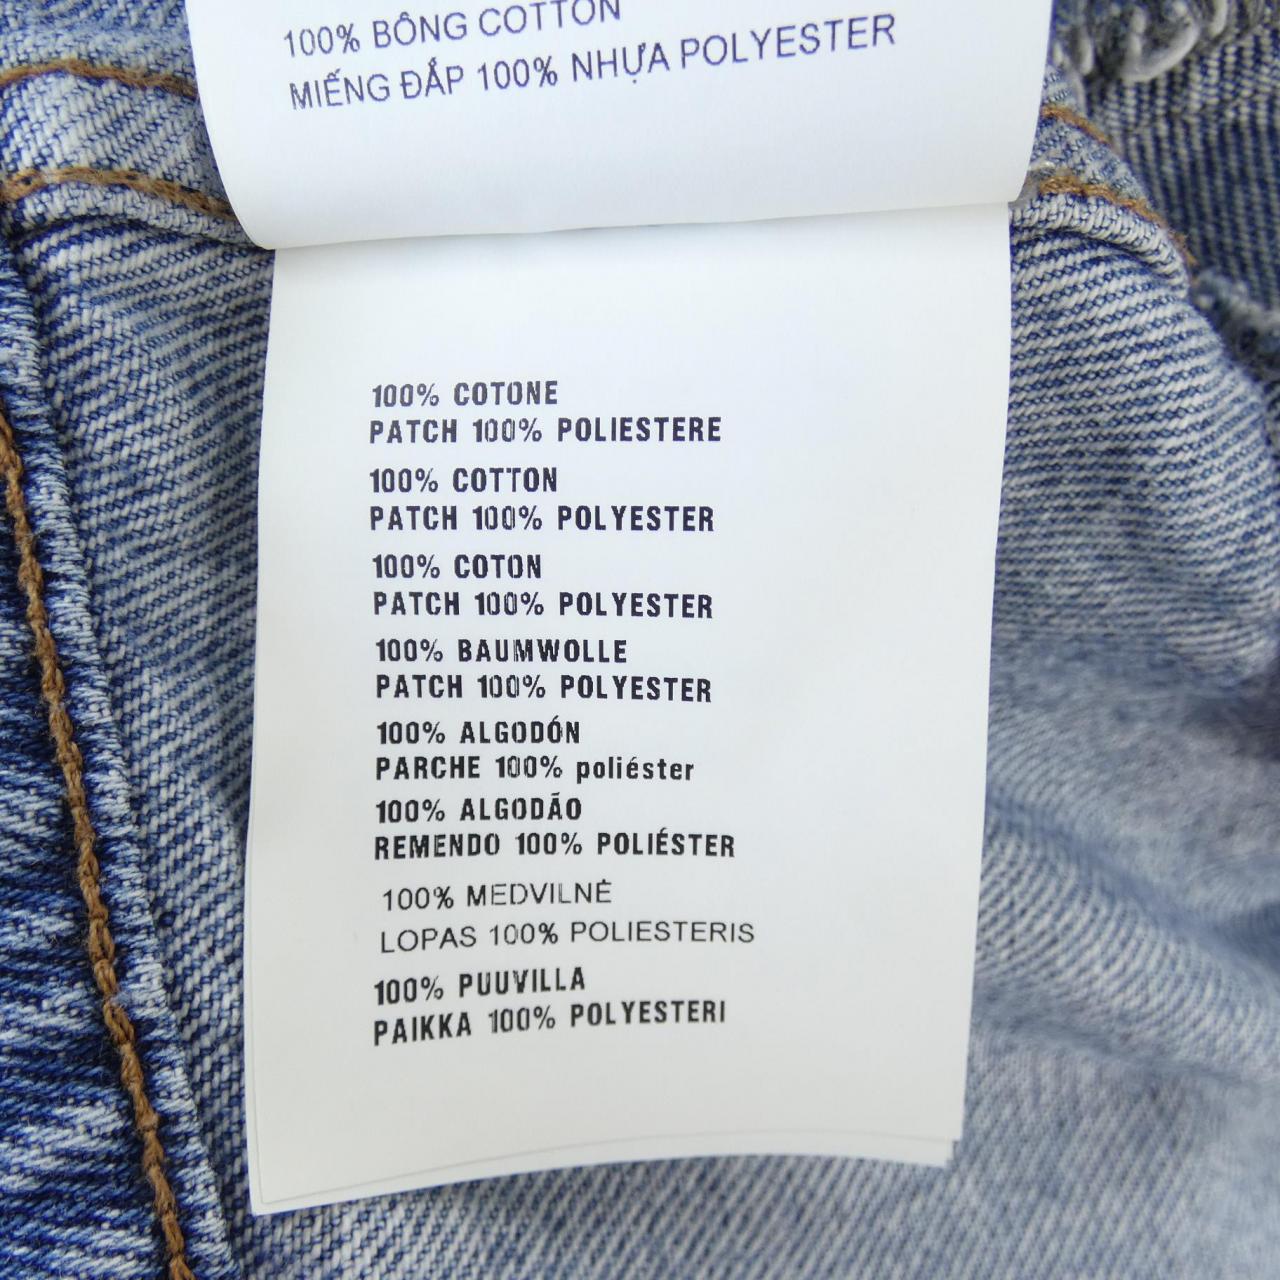 100% BÔNG COTTON
MIẾNG ĐẮP 100% NHỰA POLYESTER
100% COTONE
PATCH 100% POLIESTERE
100% COTTON
PATCH 100% POLYESTER
100% COTON
PATCH 100% POLYESTER
100% BAUMWOLLE
PATCH 100% POLYESTER
100% ALGODÓN
PARCHE 100% poliéster
100% ALGODÃO
REMENDO 100% POLIÉSTER
100% MEDVILNĖ
LOPAS 100% POLIESTERIS
100% PUUVILLA
PAIKKA 100% POLYESTERI